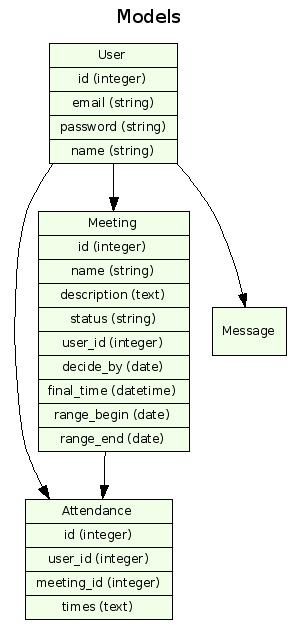 Models
User
id (integer)
email (string)
password (string)
name (string)
Meeting
id (integer)
name (string)
description (text)
status (string)
user_id (integer)
decide_by (date)
final_time (datetime)
range_begin (date)
range_end (date)
Message
Attendance
id (integer)
user_id (integer)
meeting_id (integer)
times (text)